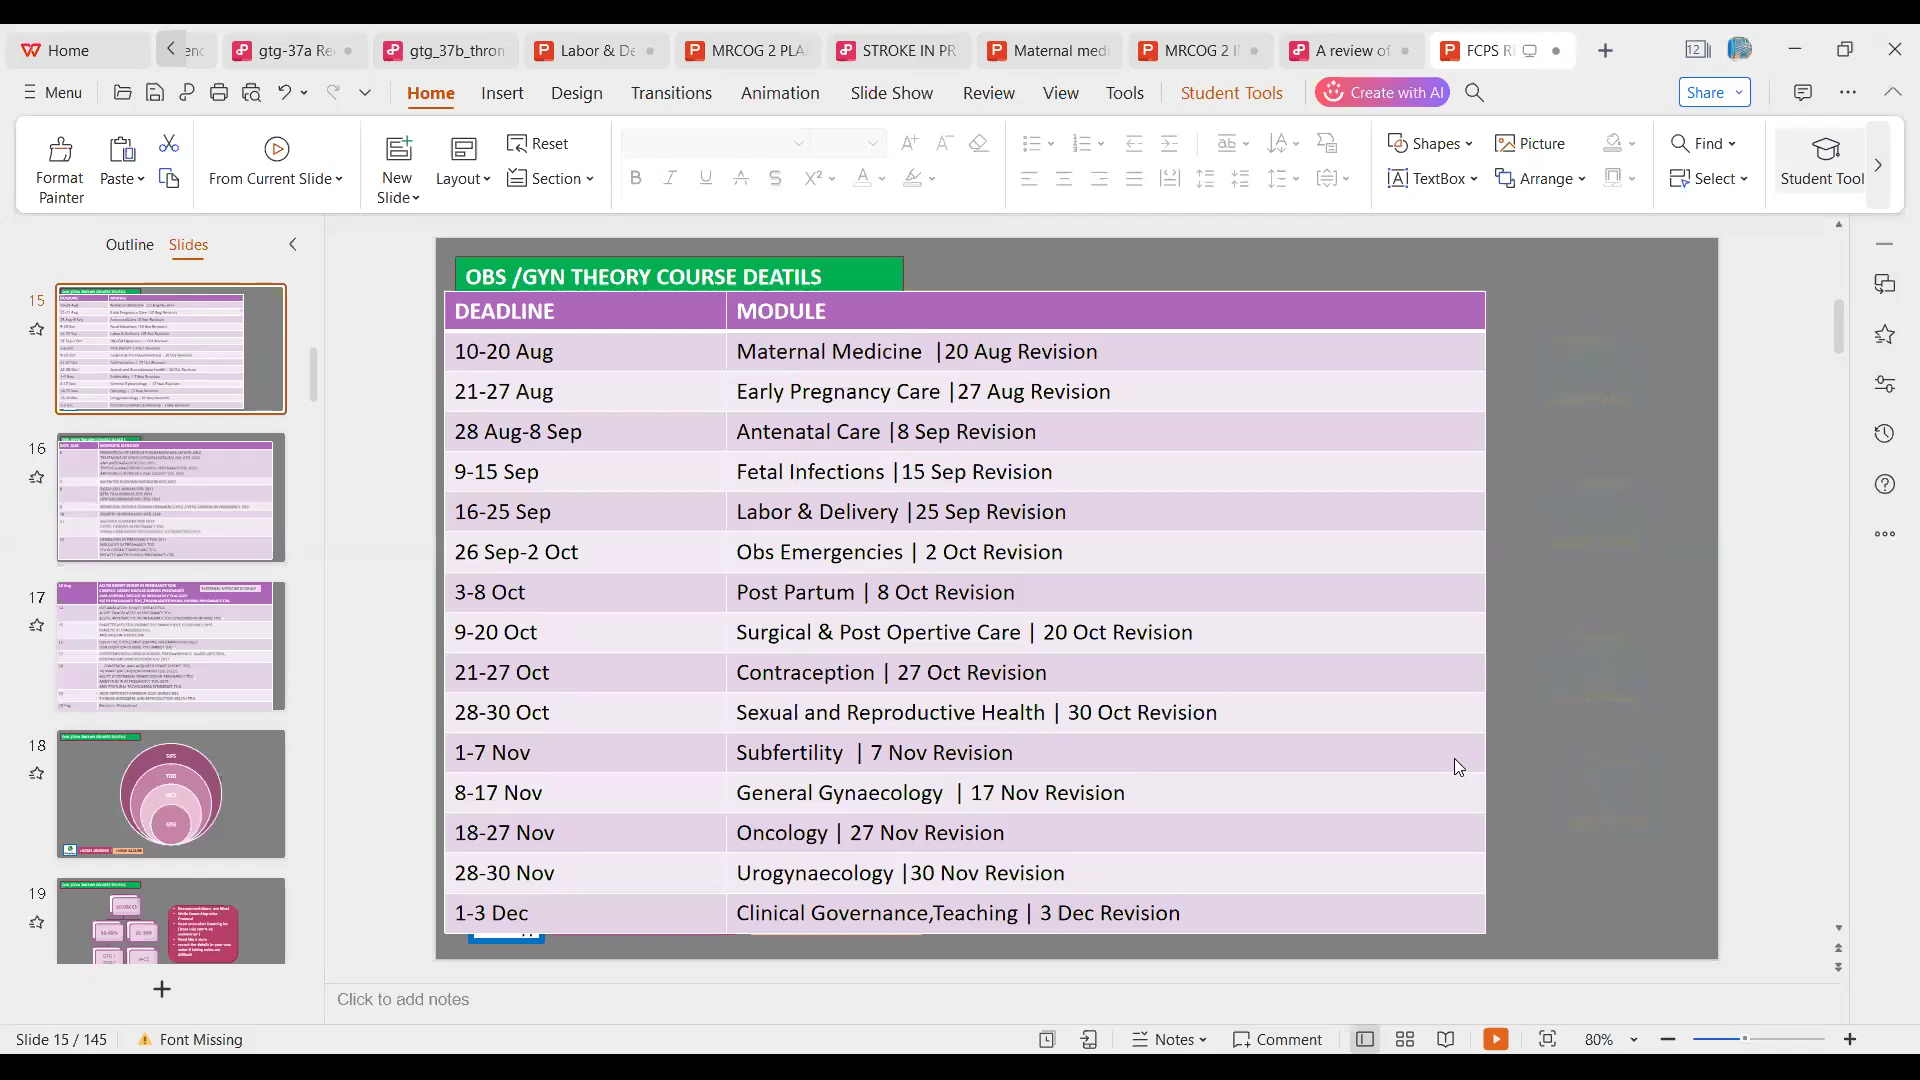 Home
gtg-37a Re
gtg_37b_thron
Labor & De
MRCOG 2 PLA
STROKE IN PR
Maternal medi
MRCOG 2 I
A review of
FCPS R
12
Menu
Home
Insert
Design
Transitions
Animation
Slide Show
Review
View
Tools
Student Tools
Create with AI
Share
Format
Painter
Paste
From Current Slide
New
Slide
Layout
Reset
Section
Shapes
Picture
TextBox
Arrange
Find
Select
Student Tool
Outline
Slides
15
16
17
18
19
OBS /GYN THEORY COURSE DEATILS
DEADLINE MODULE
10-20 Aug Maternal Medicine |20 Aug Revision
21-27 Aug Early Pregnancy Care |27 Aug Revision
28 Aug-8 Sep Antenatal Care |8 Sep Revision
9-15 Sep Fetal Infections |15 Sep Revision
16-25 Sep Labor & Delivery |25 Sep Revision
26 Sep-2 Oct Obs Emergencies | 2 Oct Revision
3-8 Oct Post Partum | 8 Oct Revision
9-20 Oct Surgical & Post Opertive Care | 20 Oct Revision
21-27 Oct Contraception | 27 Oct Revision
28-30 Oct Sexual and Reproductive Health | 30 Oct Revision
1-7 Nov Subfertility | 7 Nov Revision
8-17 Nov General Gynaecology | 17 Nov Revision
18-27 Nov Oncology | 27 Nov Revision
28-30 Nov Urogynaecology |30 Nov Revision
1-3 Dec Clinical Governance,Teaching | 3 Dec Revision
Click to add notes
Slide 15 / 145
Font Missing
Notes
Comment
80%